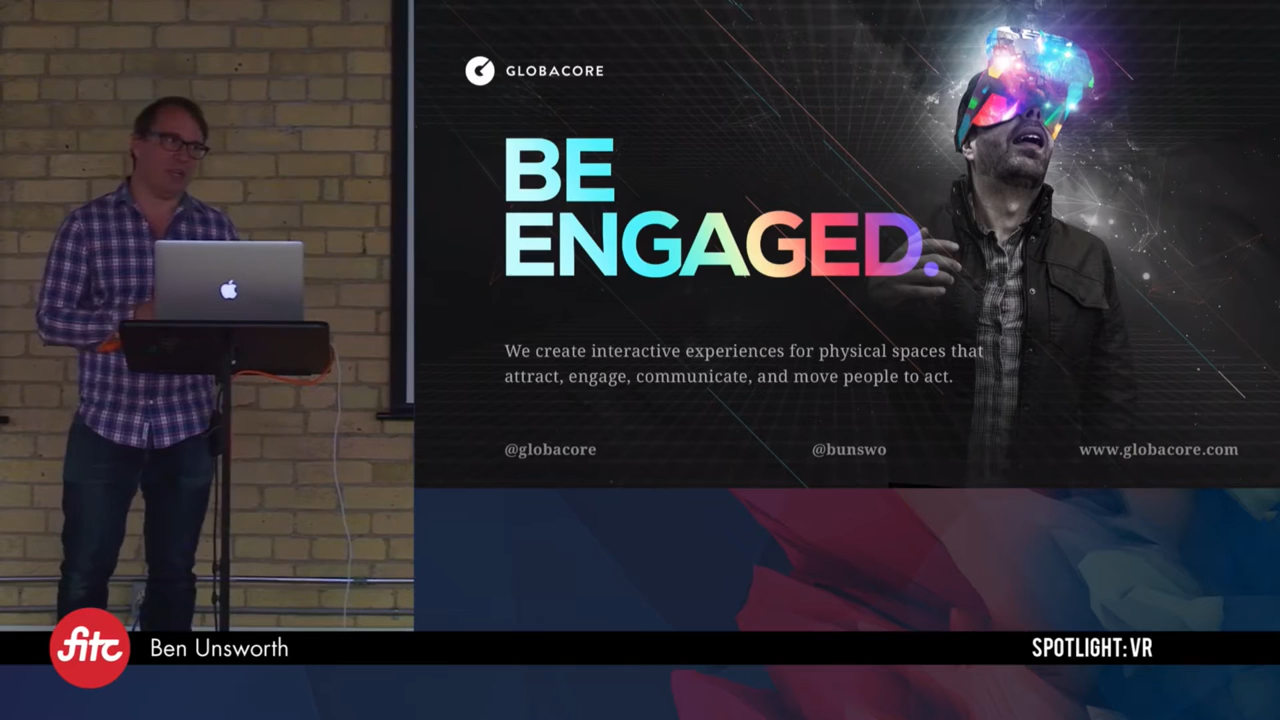 GLOBACORE
BE
ENGAGED.
We create interactive experiences for physical spaces that
attract, engage, communicate, and move people to act.
@globacore
@bunswo
www.globacore.com
fitc
Ben Unsworth
SPOTLIGHT: VR